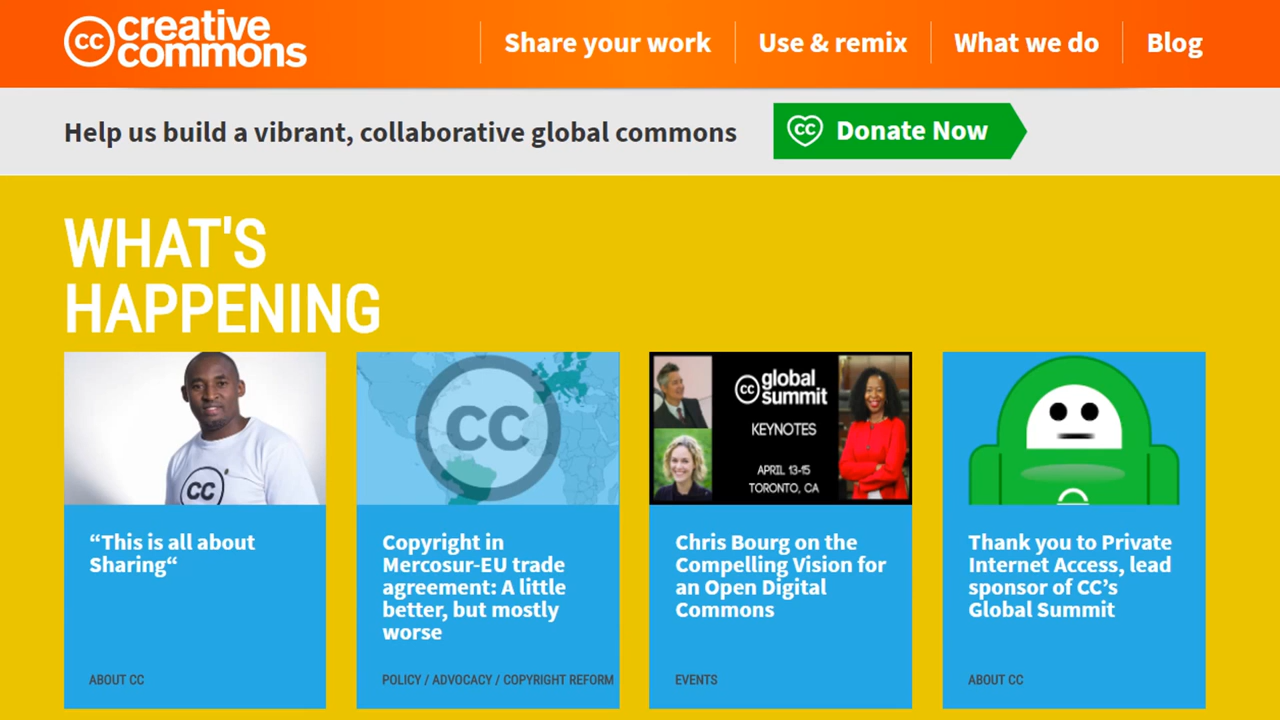 creative
commons
Share your work
Use & remix
What we do
Blog
Help us build a vibrant, collaborative global commons
Donate Now
WHAT'S
HAPPENING
CC
“This is all about
Sharing“
ABOUT CC
CC
Copyright in
Mercosur-EU trade
agreement: A little
better, but mostly
worse
POLICY / ADVOCACY / COPYRIGHT REFORM
CC global
summit
KEYNOTES
APRIL 13-15
TORONTO, CA
Chris Bourg on the
Compelling Vision for
an Open Digital
Commons
EVENTS
Thank you to Private
Internet Access, lead
sponsor of CC’s
Global Summit
ABOUT CC